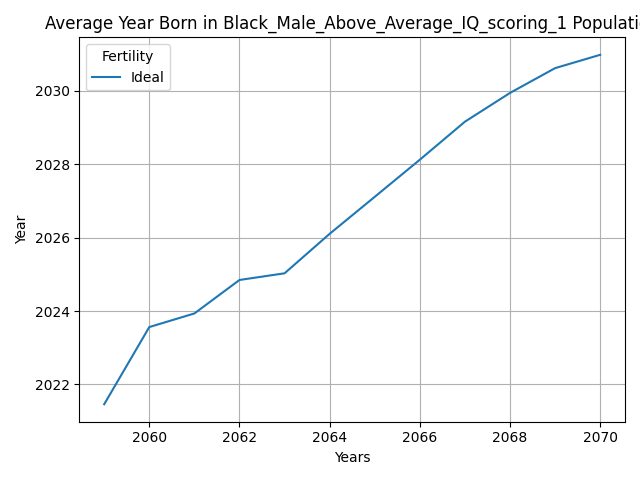 Average Year Born in Black_Male_Above_Average_IQ_scoring_1 Populati
Fertility
Ideal
Year
2030
2028
2026
2024
2022
2060 2062 2064 2066 2068 2070
Years